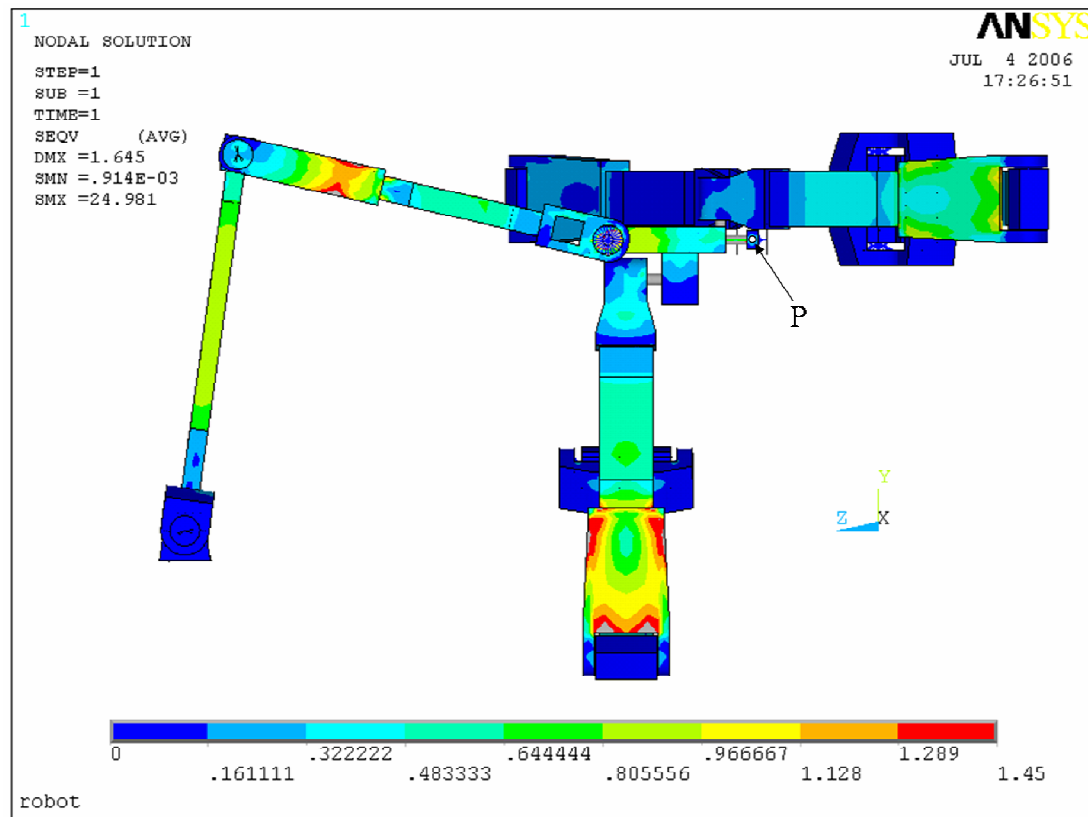 1
ANSYS
NODAL SOLUTION
JUL 4 2006
17:26:51
STEP=1
SUB =1
TIME=1
SEQV (AVG)
DMX =1.645
SMN =.914E-03
SMX =24.981
P
Y
Z X
0 .322222 .644444 .966667 1.289
.161111 .483333 .805556 1.128 1.45
robot